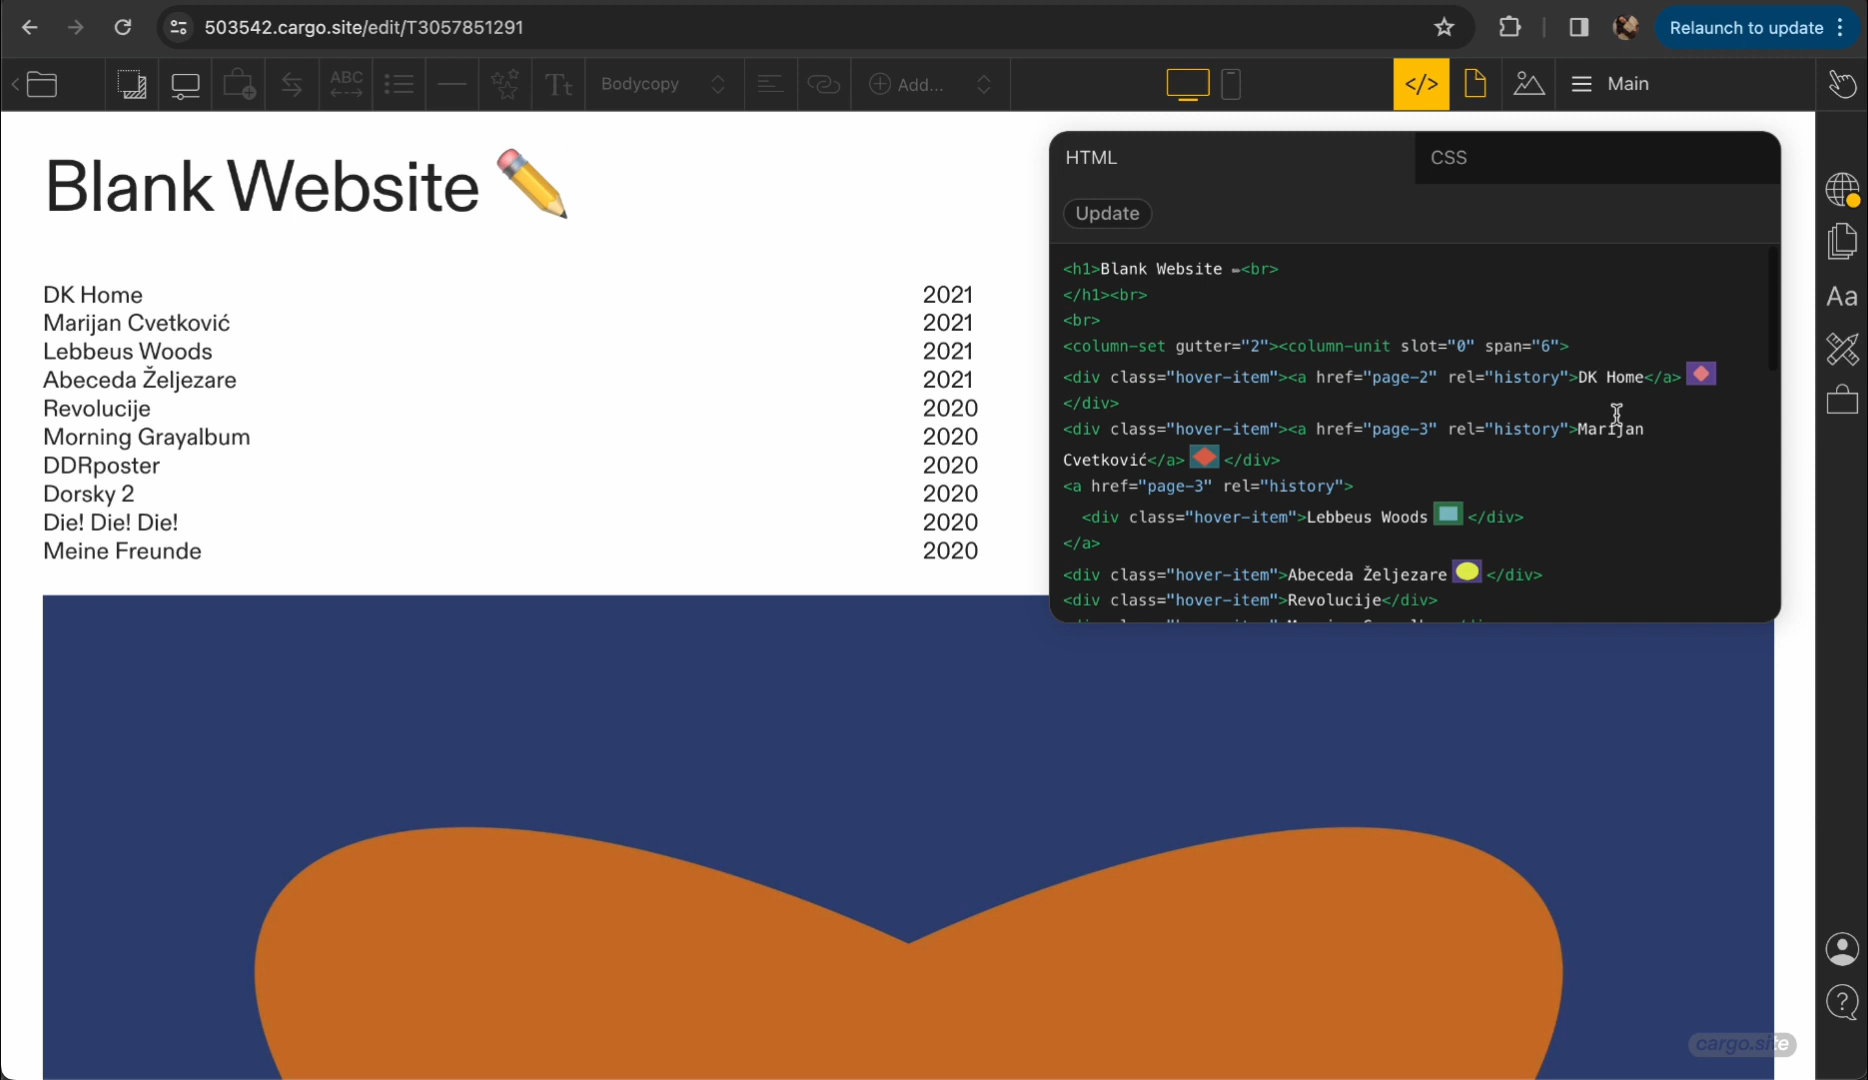 503542.cargo.site/edit/T3057851291
Relaunch to update
ABC
Tt
Bodycopy
Add...
</>
Main
Blank Website
DK Home 2021
Marijan Cvetković 2021
Lebbeus Woods 2021
Abeceda Željezare 2021
Revolucije 2020
Morning Grayalbum 2020
DDRposter 2020
Dorsky 2 2020
Die! Die! Die! 2020
Meine Freunde 2020
HTML
CSS
Update
<h1>Blank Website ✏<br>
</h1><br>
<br>
<column-set gutter="2"><column-unit slot="0" span="6">
<div class="hover-item"><a href="page-2" rel="history">DK Home</a>
</div>
<div class="hover-item"><a href="page-3" rel="history">Marijan
Cvetković</a> </div>
<a href="page-3" rel="history">
<div class="hover-item">Lebbeus Woods </div>
</a>
<div class="hover-item">Abeceda Željezare </div>
<div class="hover-item">Revolucije</div>
Aa
cargo.site